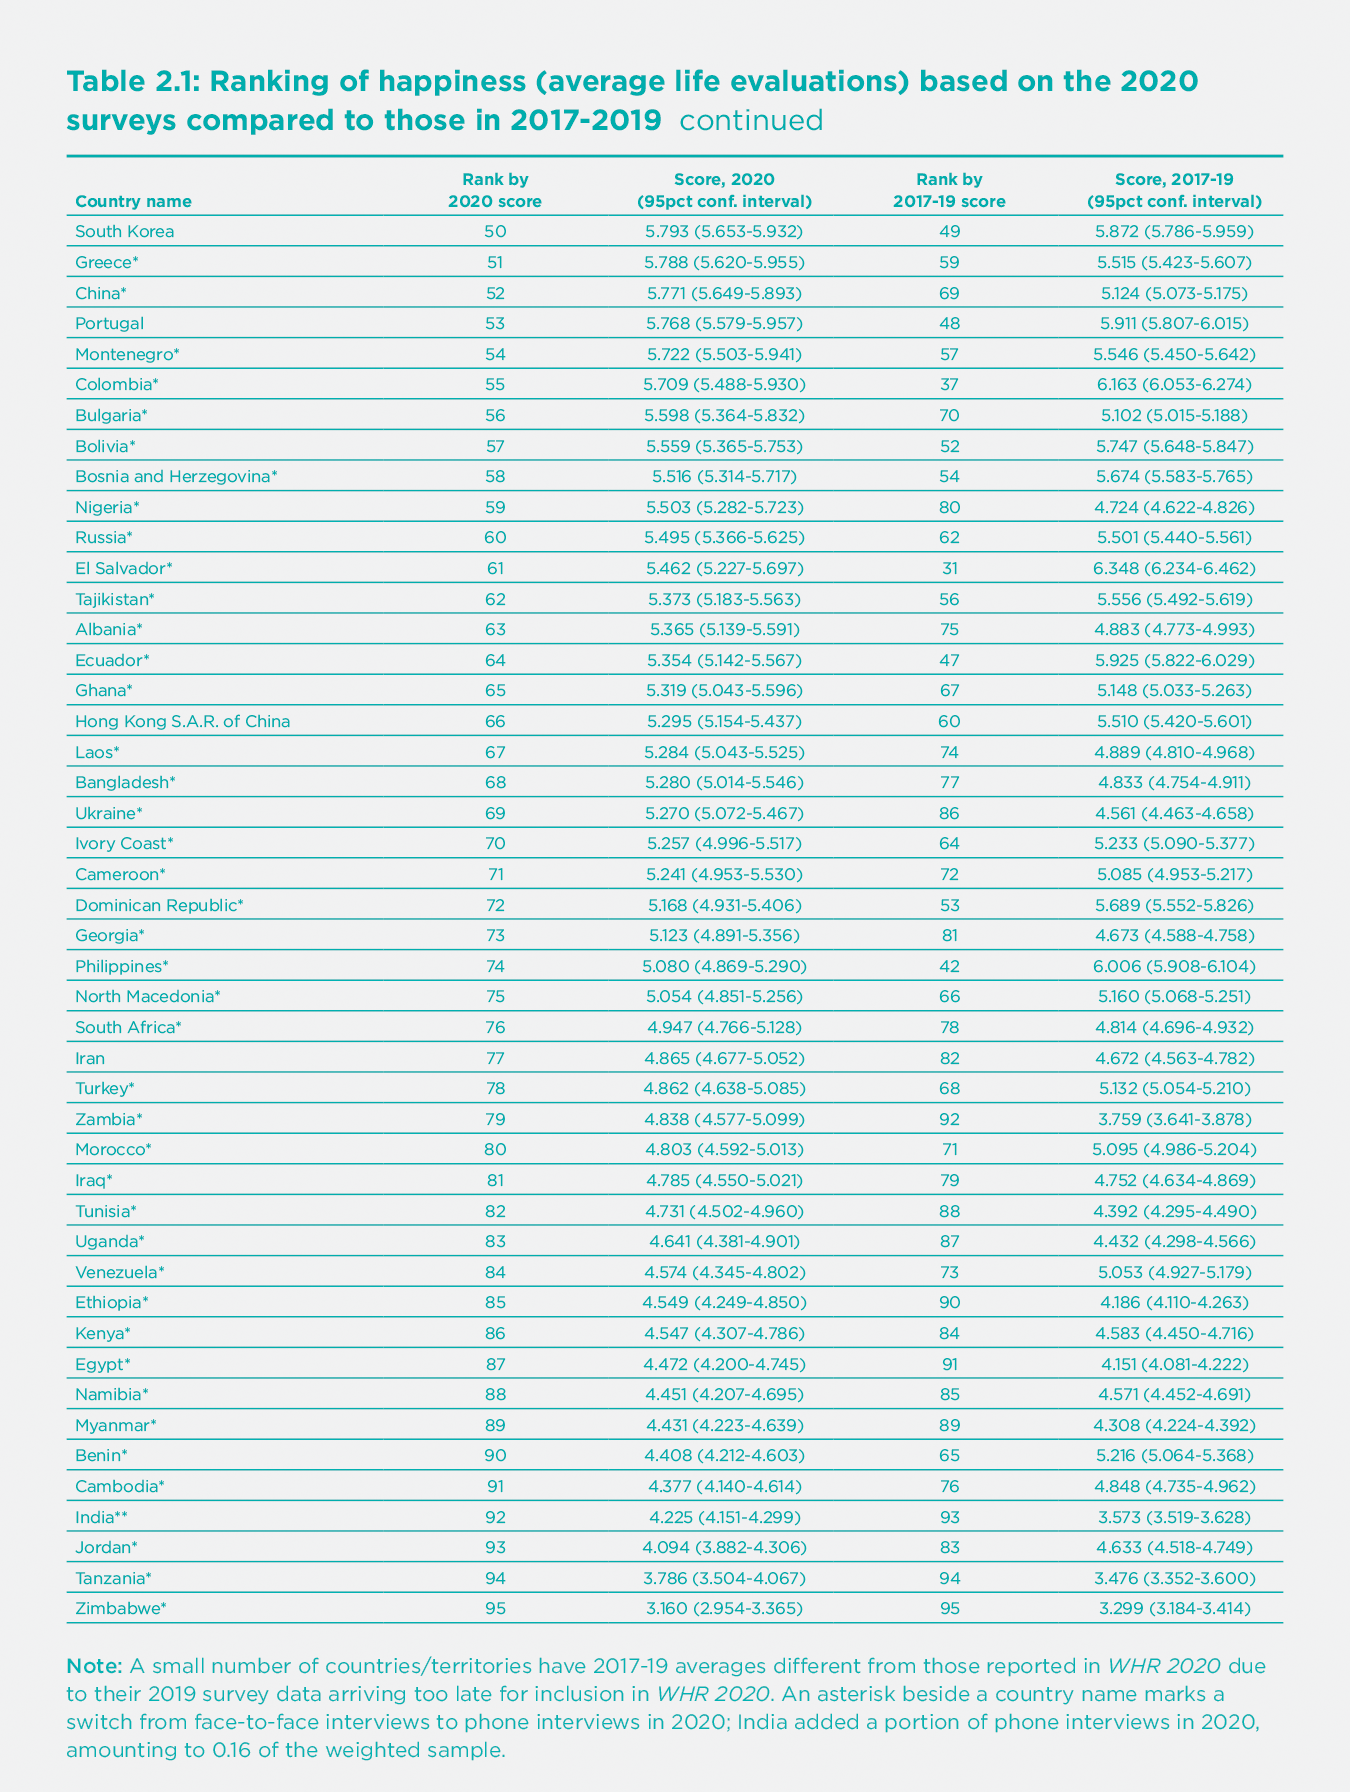 Table 2.1: Ranking of happiness (average life evaluations) based on the 2020
surveys compared to those in 2017-2019 continued
Country name Rank by 2020 score Score, 2020 (95pct conf. interval) Rank by 2017-19 score Score, 2017-19 (95pct conf. interval)
South Korea 50 5.793 (5.653-5.932) 49 5.872 (5.786-5.959)
Greece* 51 5.788 (5.620-5.955) 59 5.515 (5.423-5.607)
China* 52 5.771 (5.649-5.893) 69 5.124 (5.073-5.175)
Portugal 53 5.768 (5.579-5.957) 48 5.911 (5.807-6.015)
Montenegro* 54 5.722 (5.503-5.941) 57 5.546 (5.450-5.642)
Colombia* 55 5.709 (5.488-5.930) 37 6.163 (6.053-6.274)
Bulgaria* 56 5.598 (5.364-5.832) 70 5.102 (5.015-5.188)
Bolivia* 57 5.559 (5.365-5.753) 52 5.747 (5.648-5.847)
Bosnia and Herzegovina* 58 5.516 (5.314-5.717) 54 5.674 (5.583-5.765)
Nigeria* 59 5.503 (5.282-5.723) 80 4.724 (4.622-4.826)
Russia* 60 5.495 (5.366-5.625) 62 5.501 (5.440-5.561)
El Salvador* 61 5.462 (5.227-5.697) 31 6.348 (6.234-6.462)
Tajikistan* 62 5.373 (5.183-5.563) 56 5.556 (5.492-5.619)
Albania* 63 5.365 (5.139-5.591) 75 4.883 (4.773-4.993)
Ecuador* 64 5.354 (5.142-5.567) 47 5.925 (5.822-6.029)
Ghana* 65 5.319 (5.043-5.596) 67 5.148 (5.033-5.263)
Hong Kong S.A.R. of China 66 5.295 (5.154-5.437) 60 5.510 (5.420-5.601)
Laos* 67 5.284 (5.043-5.525) 74 4.889 (4.810-4.968)
Bangladesh* 68 5.280 (5.014-5.546) 77 4.833 (4.754-4.911)
Ukraine* 69 5.270 (5.072-5.467) 86 4.561 (4.463-4.658)
Ivory Coast* 70 5.257 (4.996-5.517) 64 5.233 (5.090-5.377)
Cameroon* 71 5.241 (4.953-5.530) 72 5.085 (4.953-5.217)
Dominican Republic* 72 5.168 (4.931-5.406) 53 5.689 (5.552-5.826)
Georgia* 73 5.123 (4.891-5.356) 81 4.673 (4.588-4.758)
Philippines* 74 5.080 (4.869-5.290) 42 6.006 (5.908-6.104)
North Macedonia* 75 5.054 (4.851-5.256) 66 5.160 (5.068-5.251)
South Africa* 76 4.947 (4.766-5.128) 78 4.814 (4.696-4.932)
Iran 77 4.865 (4.677-5.052) 82 4.672 (4.563-4.782)
Turkey* 78 4.862 (4.638-5.085) 68 5.132 (5.054-5.210)
Zambia* 79 4.838 (4.577-5.099) 92 3.759 (3.641-3.878)
Morocco* 80 4.803 (4.592-5.013) 71 5.095 (4.986-5.204)
Iraq* 81 4.785 (4.550-5.021) 79 4.752 (4.634-4.869)
Tunisia* 82 4.731 (4.502-4.960) 88 4.392 (4.295-4.490)
Uganda* 83 4.641 (4.381-4.901) 87 4.432 (4.298-4.566)
Venezuela* 84 4.574 (4.345-4.802) 73 5.053 (4.927-5.179)
Ethiopia* 85 4.549 (4.249-4.850) 90 4.186 (4.110-4.263)
Kenya* 86 4.547 (4.307-4.786) 84 4.583 (4.450-4.716)
Egypt* 87 4.472 (4.200-4.745) 91 4.151 (4.081-4.222)
Namibia* 88 4.451 (4.207-4.695) 85 4.571 (4.452-4.691)
Myanmar* 89 4.431 (4.223-4.639) 89 4.308 (4.224-4.392)
Benin* 90 4.408 (4.212-4.603) 65 5.216 (5.064-5.368)
Cambodia* 91 4.377 (4.140-4.614) 76 4.848 (4.735-4.962)
India** 92 4.225 (4.151-4.299) 93 3.573 (3.519-3.628)
Jordan* 93 4.094 (3.882-4.306) 83 4.633 (4.518-4.749)
Tanzania* 94 3.786 (3.504-4.067) 94 3.476 (3.352-3.600)
Zimbabwe* 95 3.160 (2.954-3.365) 95 3.299 (3.184-3.414)
Note: A small number of countries/territories have 2017-19 averages different from those reported in WHR 2020 due
to their 2019 survey data arriving too late for inclusion in WHR 2020. An asterisk beside a country name marks a
switch from face-to-face interviews to phone interviews in 2020; India added a portion of phone interviews in 2020,
amounting to 0.16 of the weighted sample.